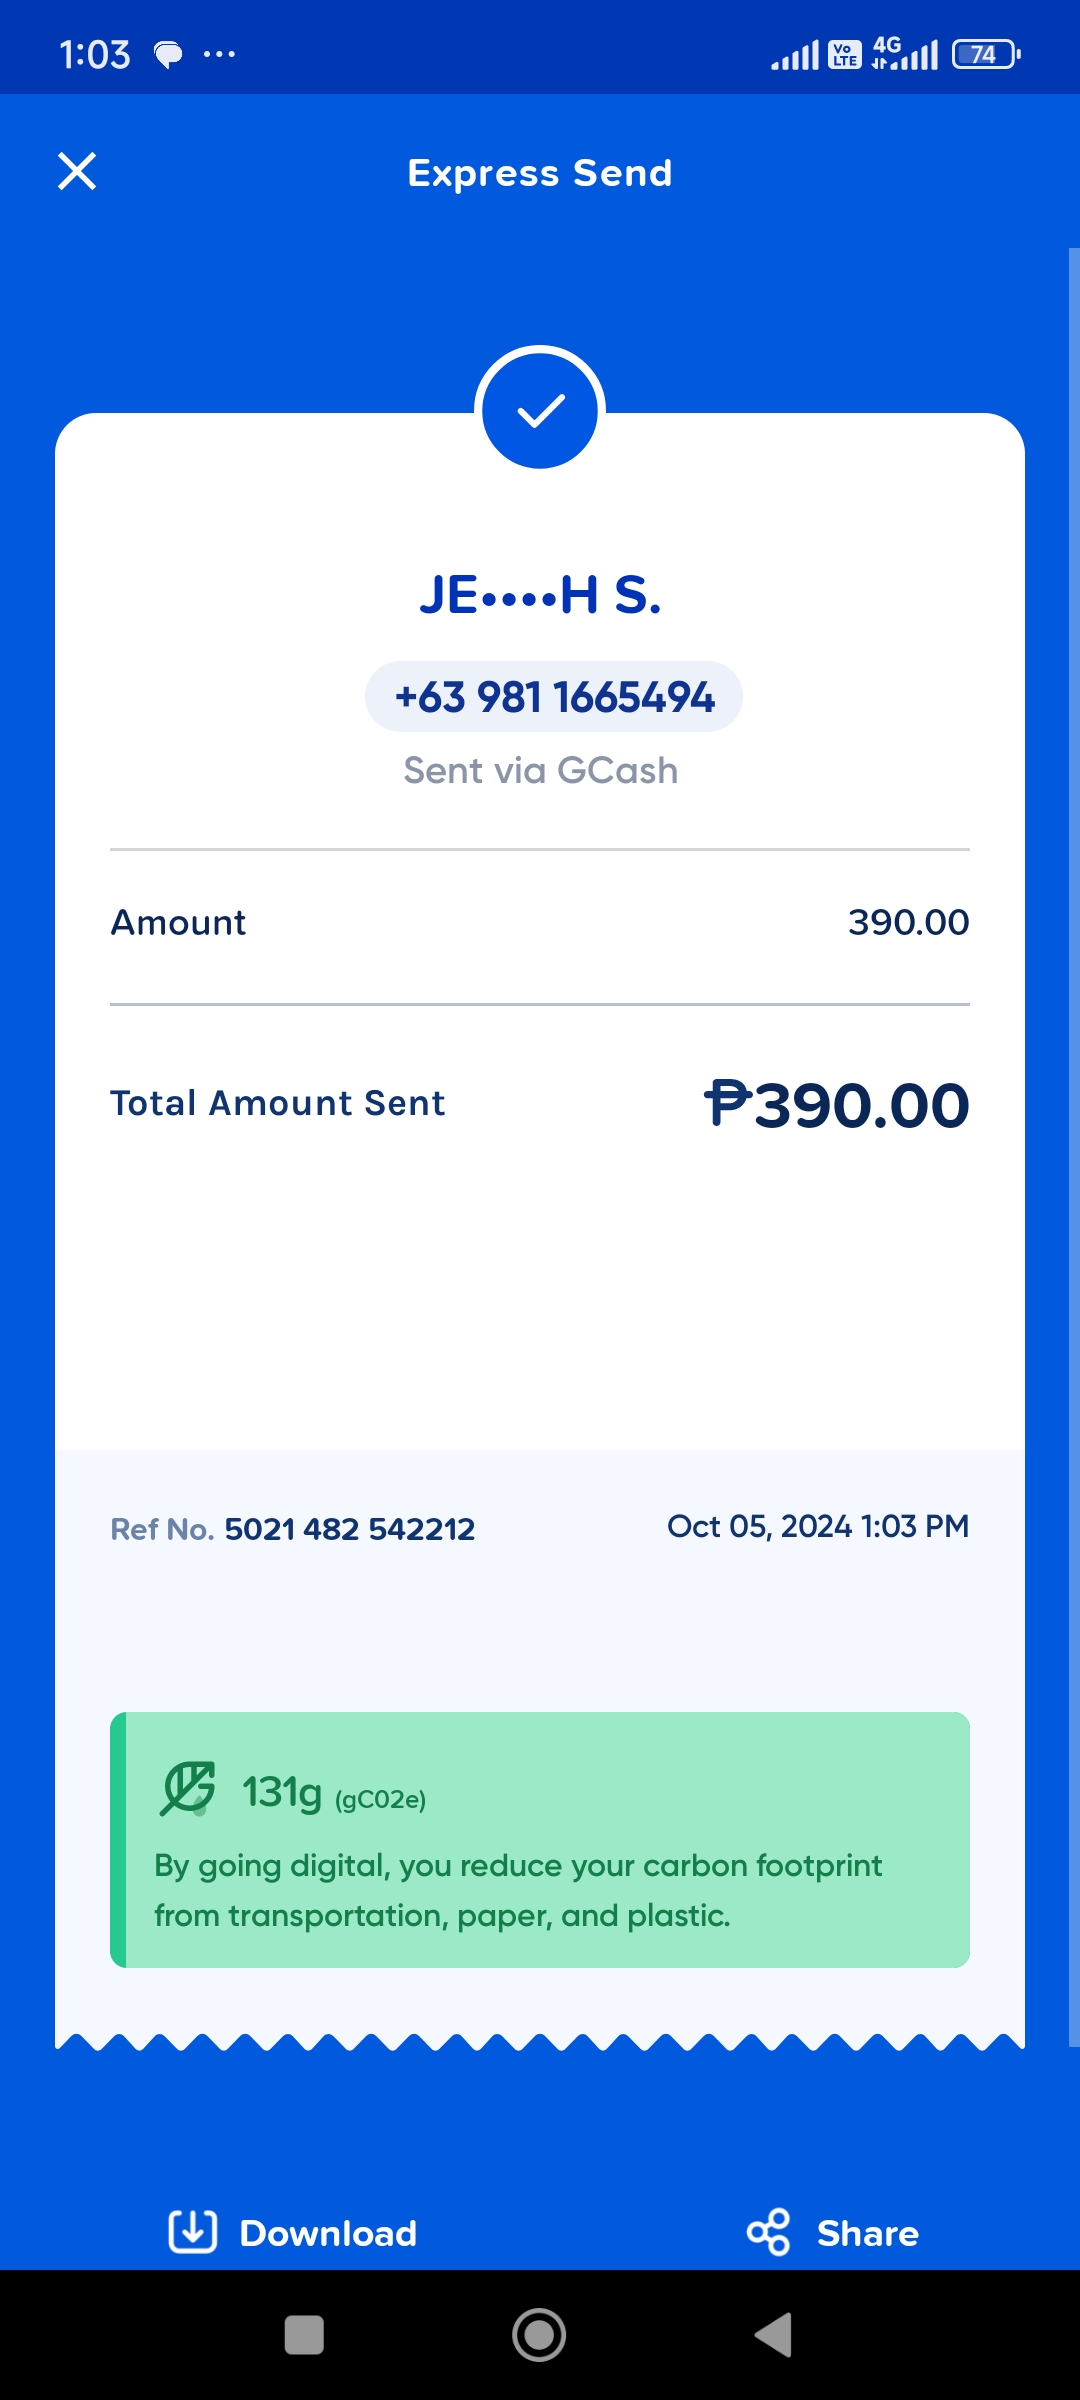 1:03 ... Vo LTE 4G 74
Express Send
JE••••H S.
+63 981 1665494
Sent via GCash
Amount 390.00
Total Amount Sent ₱390.00
Ref No. 5021 482 542212 Oct 05, 2024 1:03 PM
131g (gC02e)
By going digital, you reduce your carbon footprint
from transportation, paper, and plastic.
Download Share